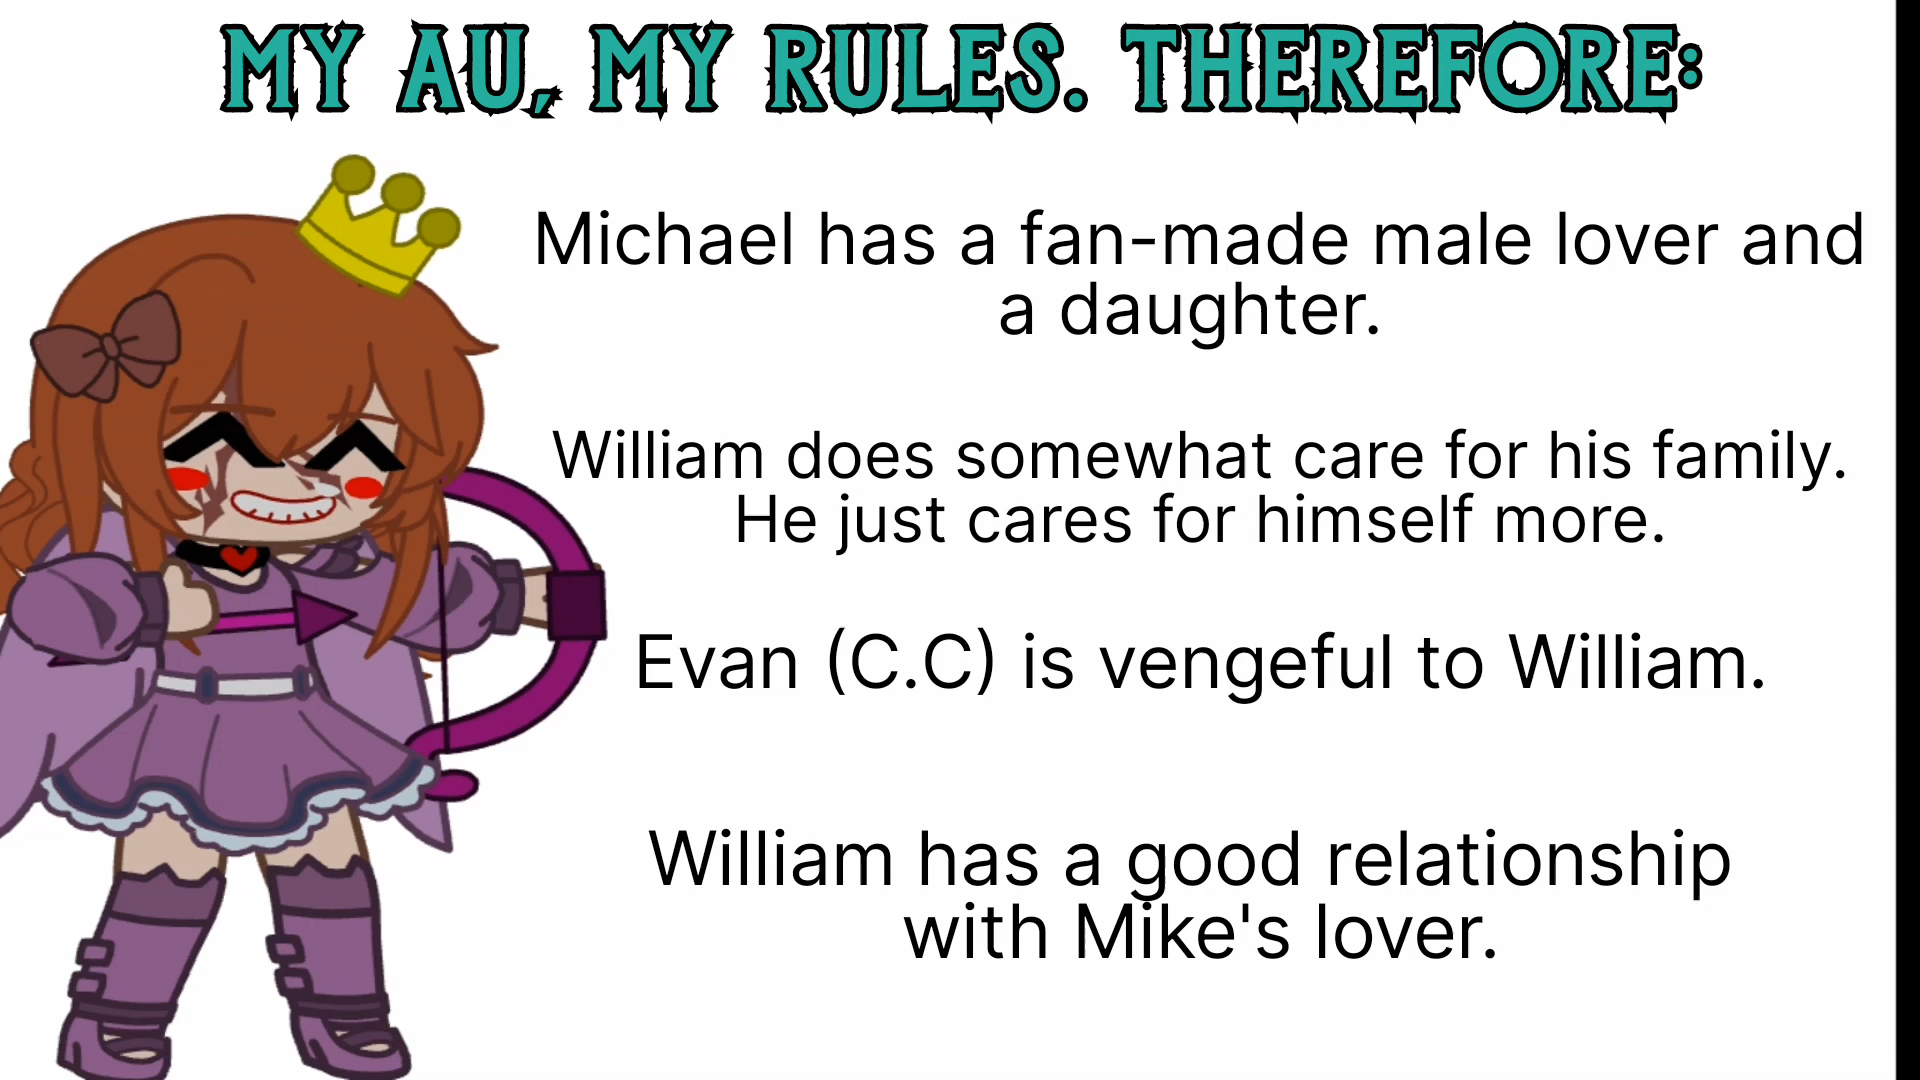 MY AU, MY RULES. THEREFORE:
Michael has a fan-made male lover and
a daughter.
William does somewhat care for his family.
He just cares for himself more.
Evan (C.C) is vengeful to William.
William has a good relationship
with Mike's lover.